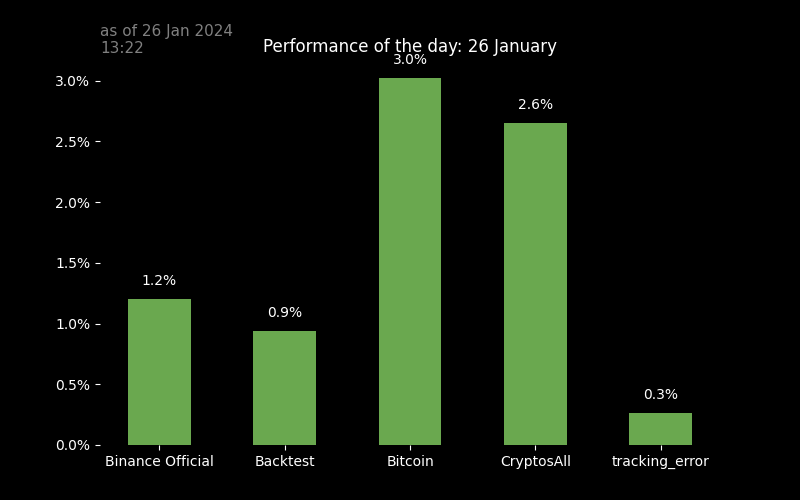 as of 26 Jan 2024
13:22
Performance of the day: 26 January
3.0%
2.5%
2.0%
1.5%
1.0%
0.5%
0.0%
1.2%
0.9%
3.0%
2.6%
0.3%
Binance Official
Backtest
Bitcoin
CryptosAll
tracking_error